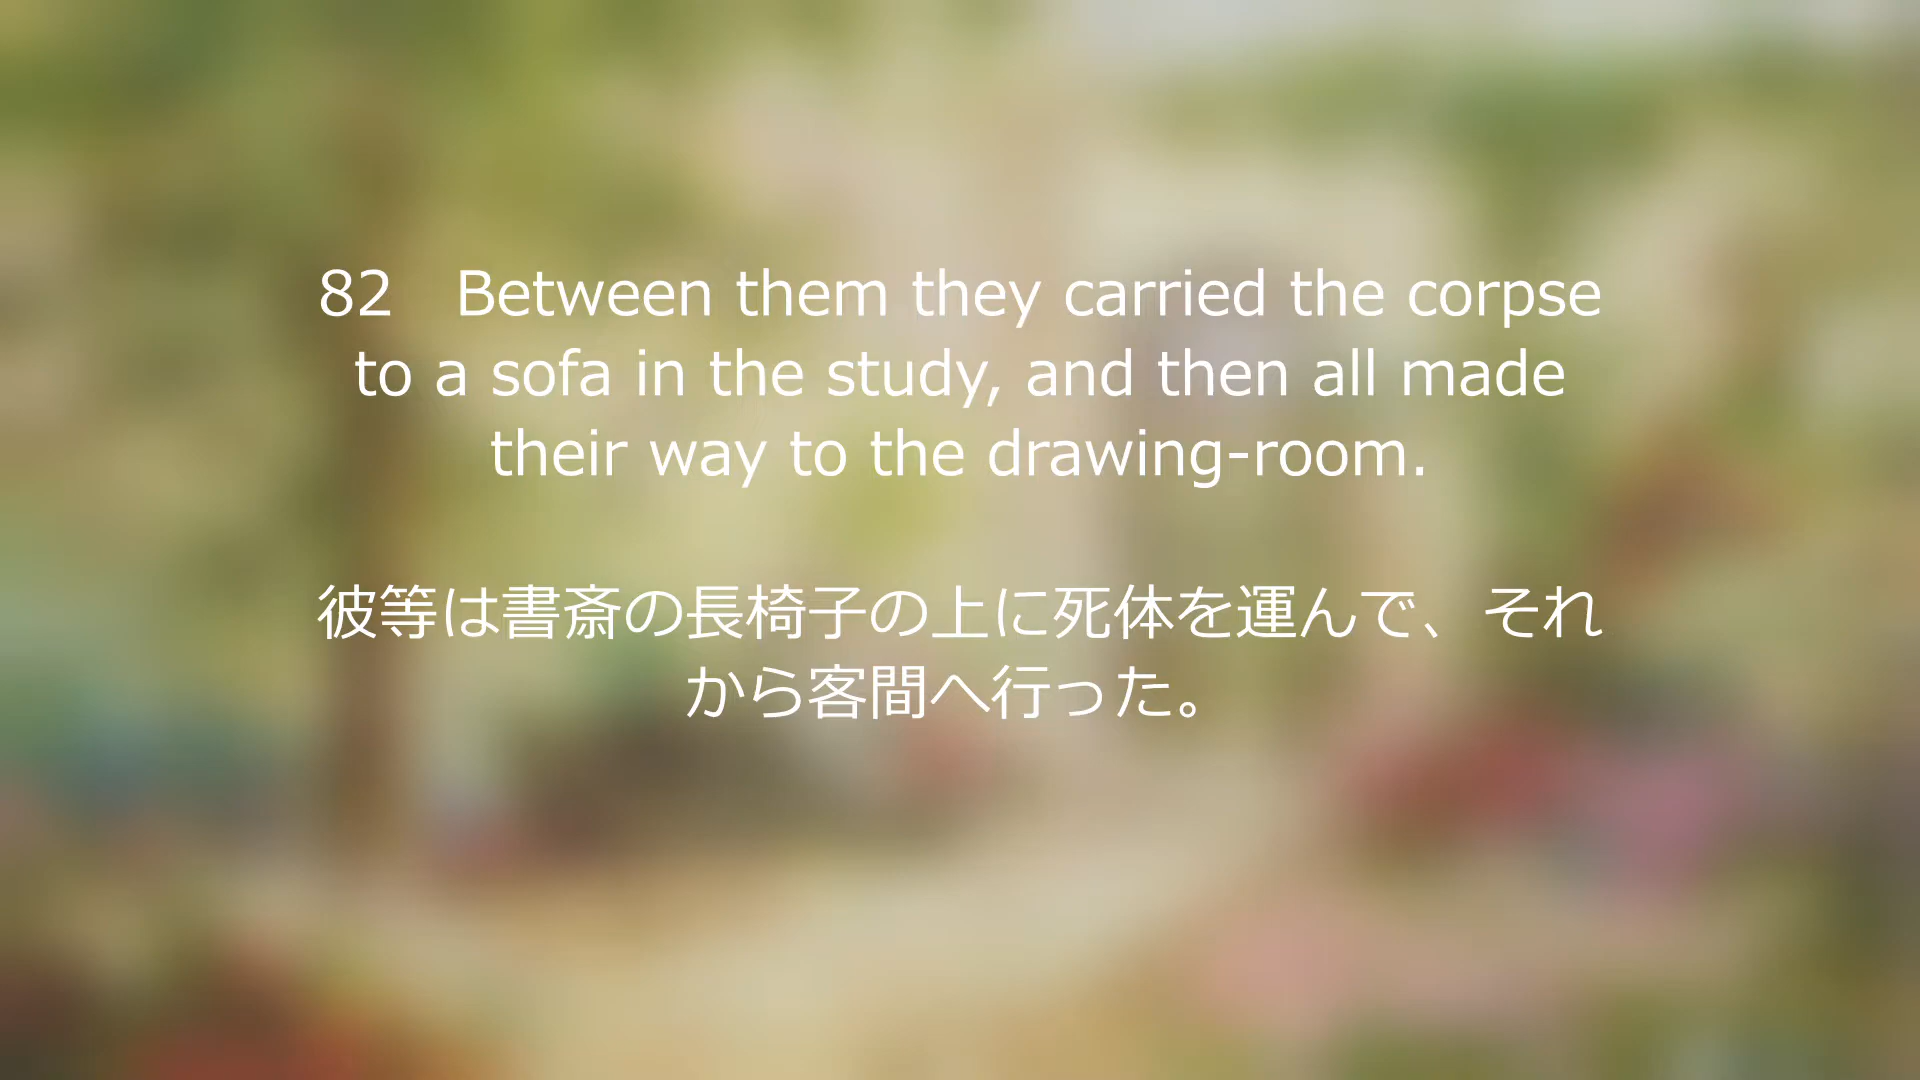 82　Between them they carried the corpse
to a sofa in the study, and then all made
their way to the drawing-room.
彼等は書斎の長椅子の上に死体を運んで、それ
から客間へ行った。